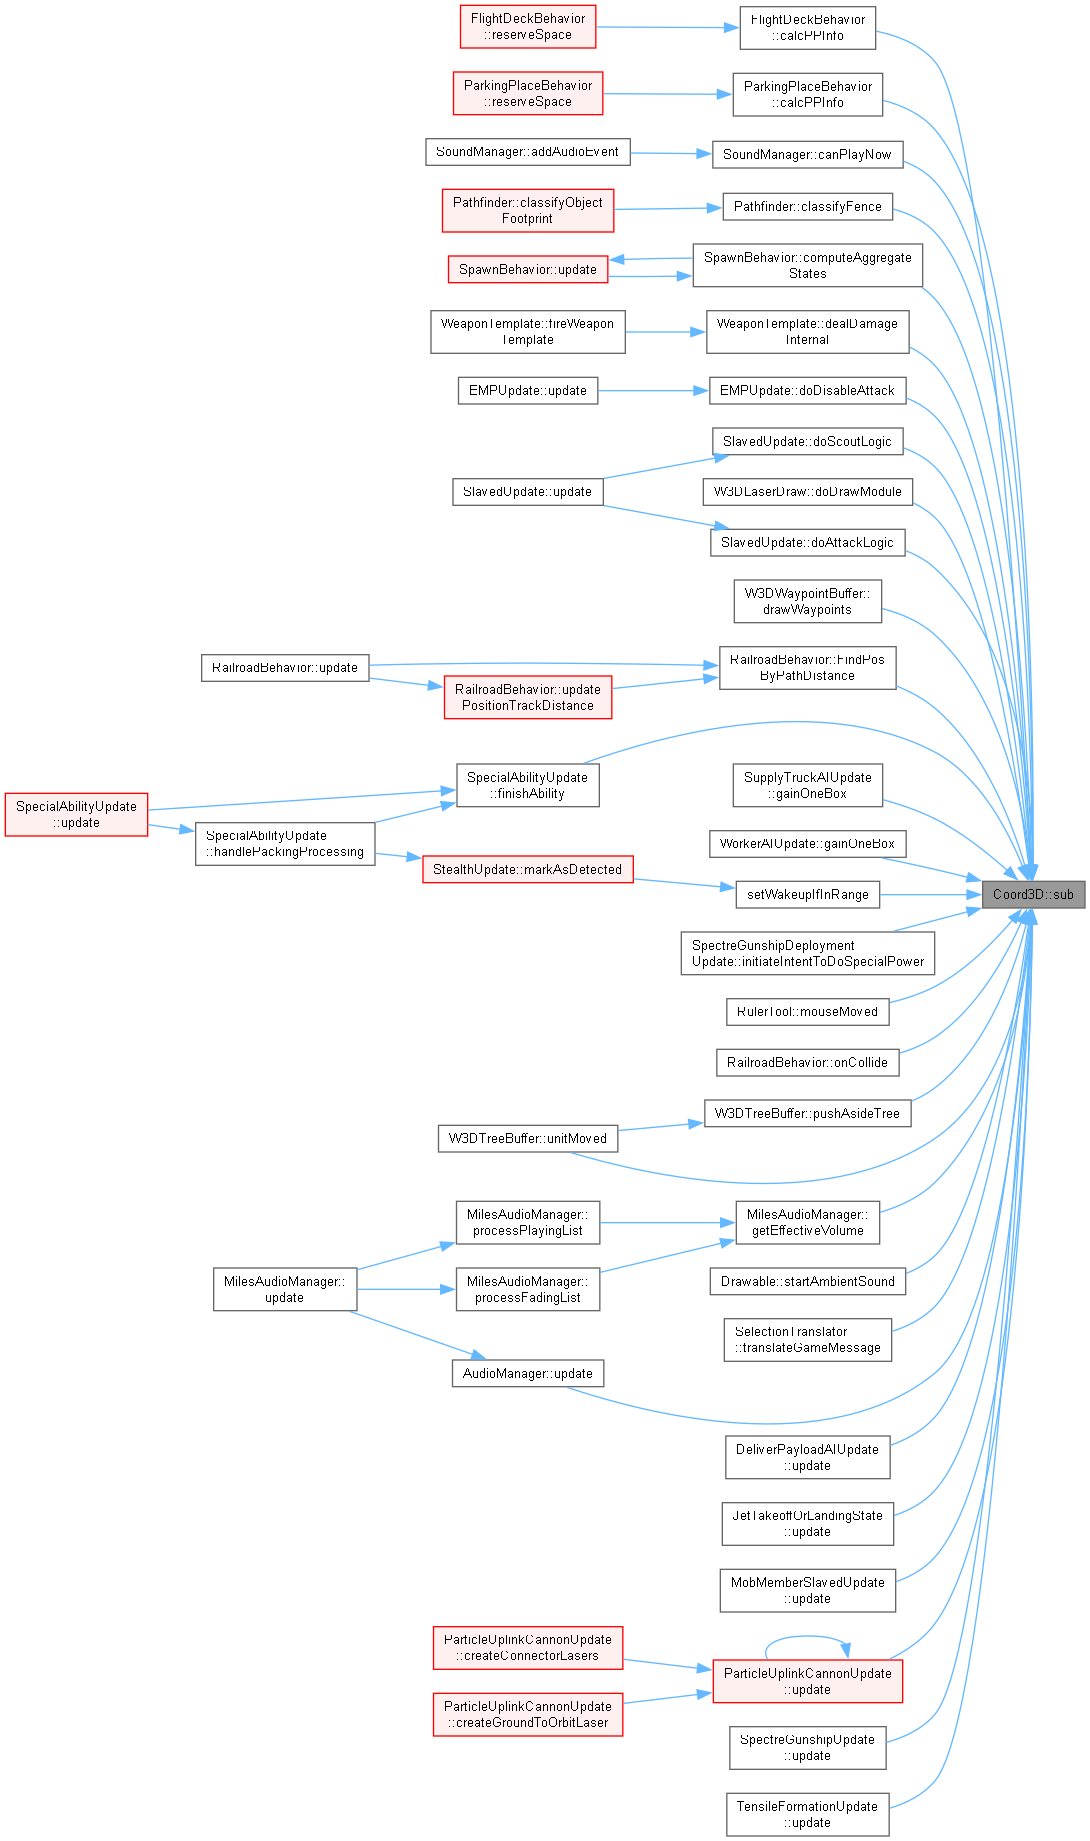 FlightDeckBehavior
::reserveSpace
FlightDeckBehavior
::calcPPInfo
ParkingPlaceBehavior
::reserveSpace
ParkingPlaceBehavior
::calcPPInfo
SoundManager::addAudioEvent
SoundManager::canPlayNow
Pathfinder::classifyObject
Footprint
Pathfinder::classifyFence
SpawnBehavior::update
SpawnBehavior::computeAggregate
States
WeaponTemplate::fireWeapon
Template
WeaponTemplate::dealDamage
Internal
EMPUpdate::update
EMPUpdate::doDisableAttack
SlavedUpdate::doScoutLogic
SlavedUpdate::update
W3DLaserDraw::doDrawModule
SlavedUpdate::doAttackLogic
W3DWaypointBuffer::
drawWaypoints
RailroadBehavior::update
RailroadBehavior::FindPos
ByPathDistance
RailroadBehavior::update
PositionTrackDistance
SpecialAbilityUpdate
::finishAbility
SupplyTruckAIUpdate
::gainOneBox
SpecialAbilityUpdate
::update
SpecialAbilityUpdate
::handlePackingProcessing
WorkerAIUpdate::gainOneBox
StealthUpdate::markAsDetected
setWakeupIfInRange
Coord3D::sub
SpectreGunshipDeployment
Update::initiateIntentToDoSpecialPower
RulerTool::mouseMoved
RailroadBehavior::onCollide
W3DTreeBuffer::pushAsideTree
W3DTreeBuffer::unitMoved
MilesAudioManager::
processPlayingList
MilesAudioManager::
getEffectiveVolume
MilesAudioManager::
update
MilesAudioManager::
processFadingList
Drawable::startAmbientSound
SelectionTranslator
::translateGameMessage
AudioManager::update
DeliverPayloadAIUpdate
::update
JetTakeoffOrLandingState
::update
MobMemberSlavedUpdate
::update
ParticleUplinkCannonUpdate
::createConnectorLasers
ParticleUplinkCannonUpdate
::update
ParticleUplinkCannonUpdate
::createGroundToOrbitLaser
SpectreGunshipUpdate
::update
TensileFormationUpdate
::update